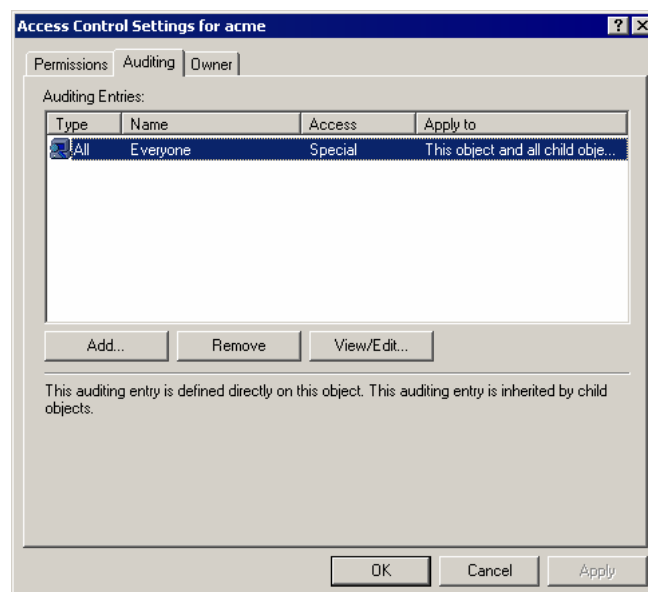 Access Control Settings for acme
Permissions Auditing Owner
Auditing Entries:
Type Name Access Apply to
All Everyone Special This object and all child obje...
Add... Remove View/Edit...
This auditing entry is defined directly on this object. This auditing entry is inherited by child
objects.
OK Cancel Apply